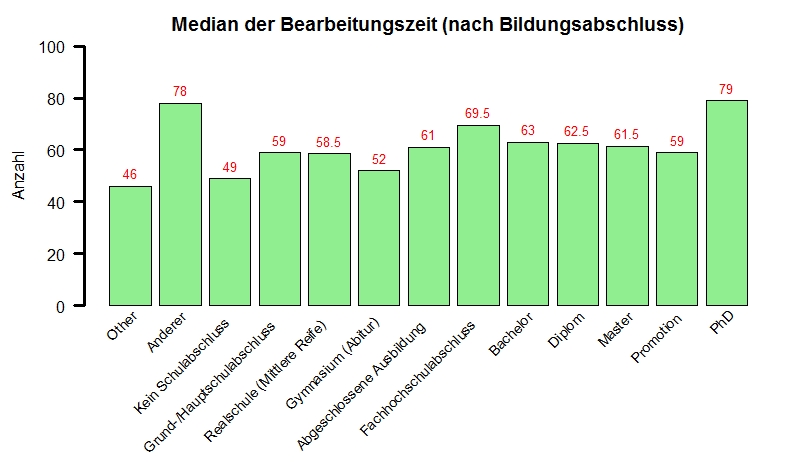 Median der Bearbeitungszeit (nach Bildungsabschluss)
Anzahl
100
80
60
40
20
0
46
78
49
59
58.5
52
61
69.5
63
62.5
61.5
59
79
Other
Anderer
Kein Schulabschluss
Grund-/Hauptschulabschluss
Realschule (Mittlere Reife)
Gymnasium (Abitur)
Abgeschlossene Ausbildung
Fachhochschulabschluss
Bachelor
Diplom
Master
Promotion
PhD